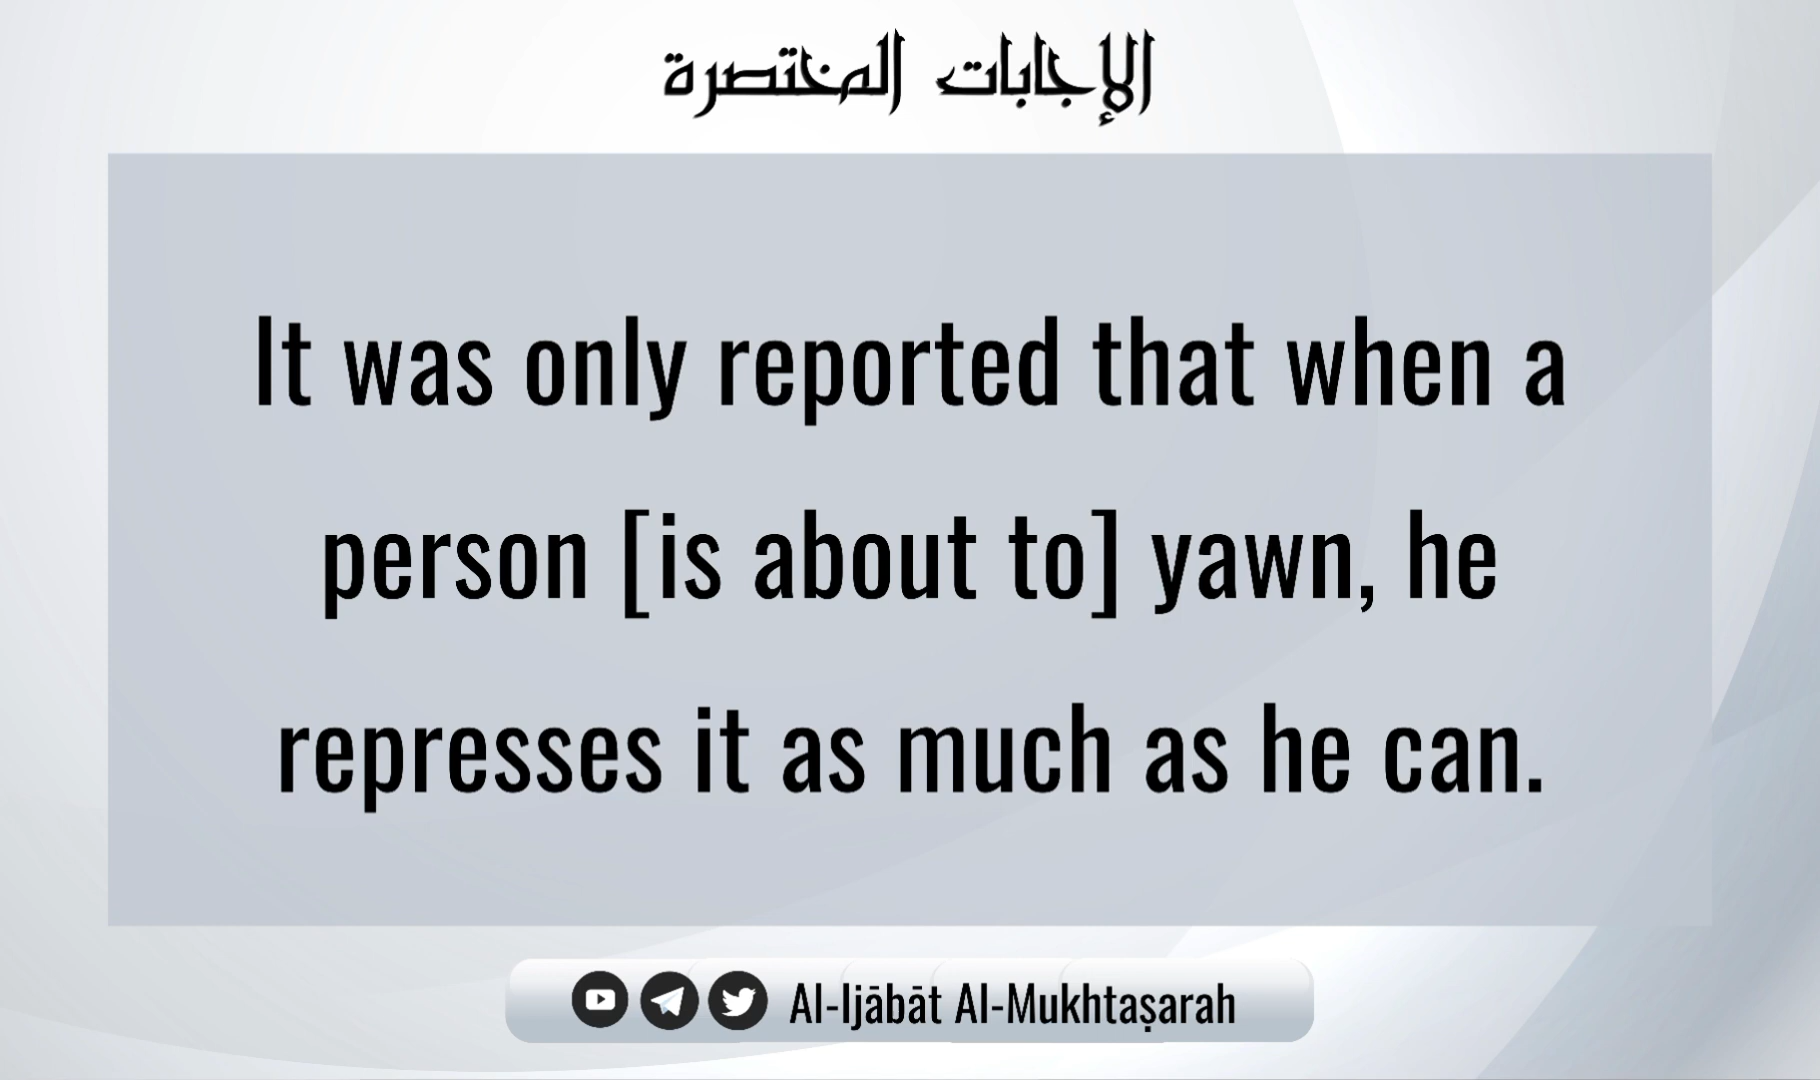 الإجابات المختصرة
It was only reported that when a
person [is about to] yawn, he
represses it as much as he can.
Al-Ijābāt Al-Mukhtaṣarah